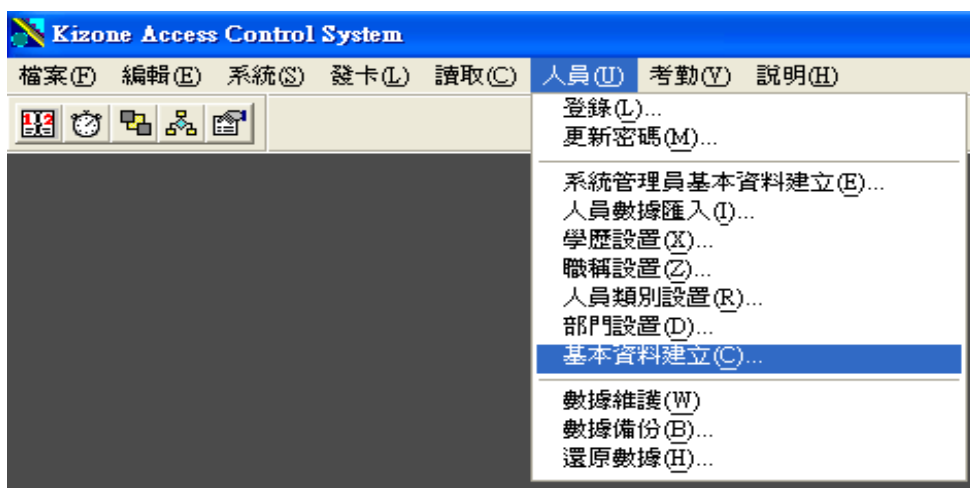 Kizone Access Control System
檔案(F) 編輯(E) 系統(S) 發卡(L) 讀取(C) 人員(U) 考勤(V) 説明(H)
登錄(L)...
更新密碼(M)...
系統管理員基本資料建立(E)...
人員數據匯入(I)...
學歷設置(X)...
職稱設置(Z)...
人員類別設置(R)...
部門設置(D)...
基本資料建立(C)...
數據維護(W)
數據備份(B)...
還原數據(H)...